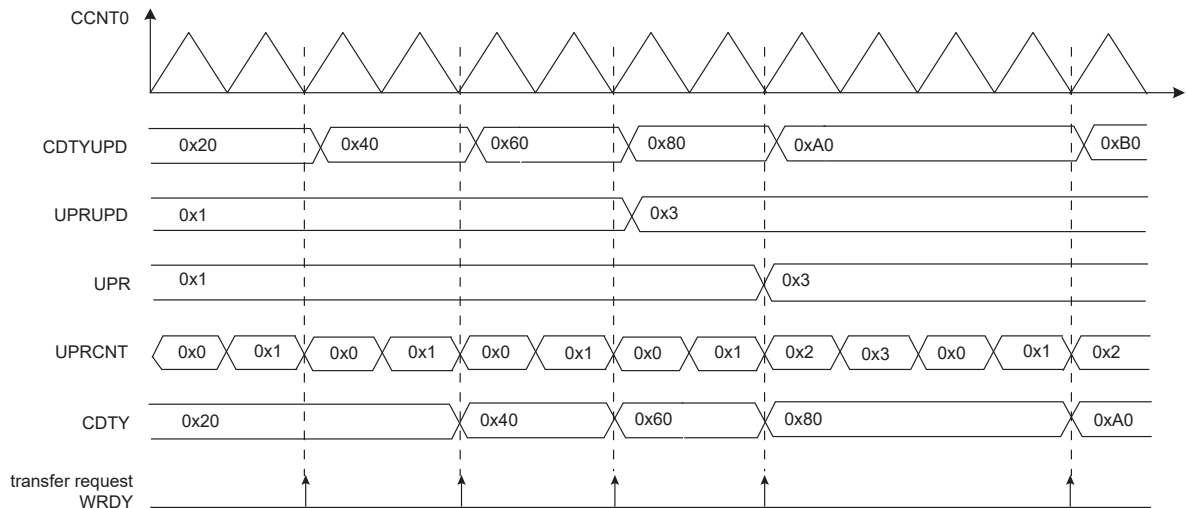 CCNT0
CDTYUPD 0x20 0x40 0x60 0x80 0xA0 0xB0
UPRUPD 0x1 0x3
UPR 0x1 0x3
UPRCNT 0x0 0x1 0x0 0x1 0x0 0x1 0x0 0x1 0x2 0x3 0x0 0x1 0x2
CDTY 0x20 0x40 0x60 0x80 0xA0
transfer request
WRDY